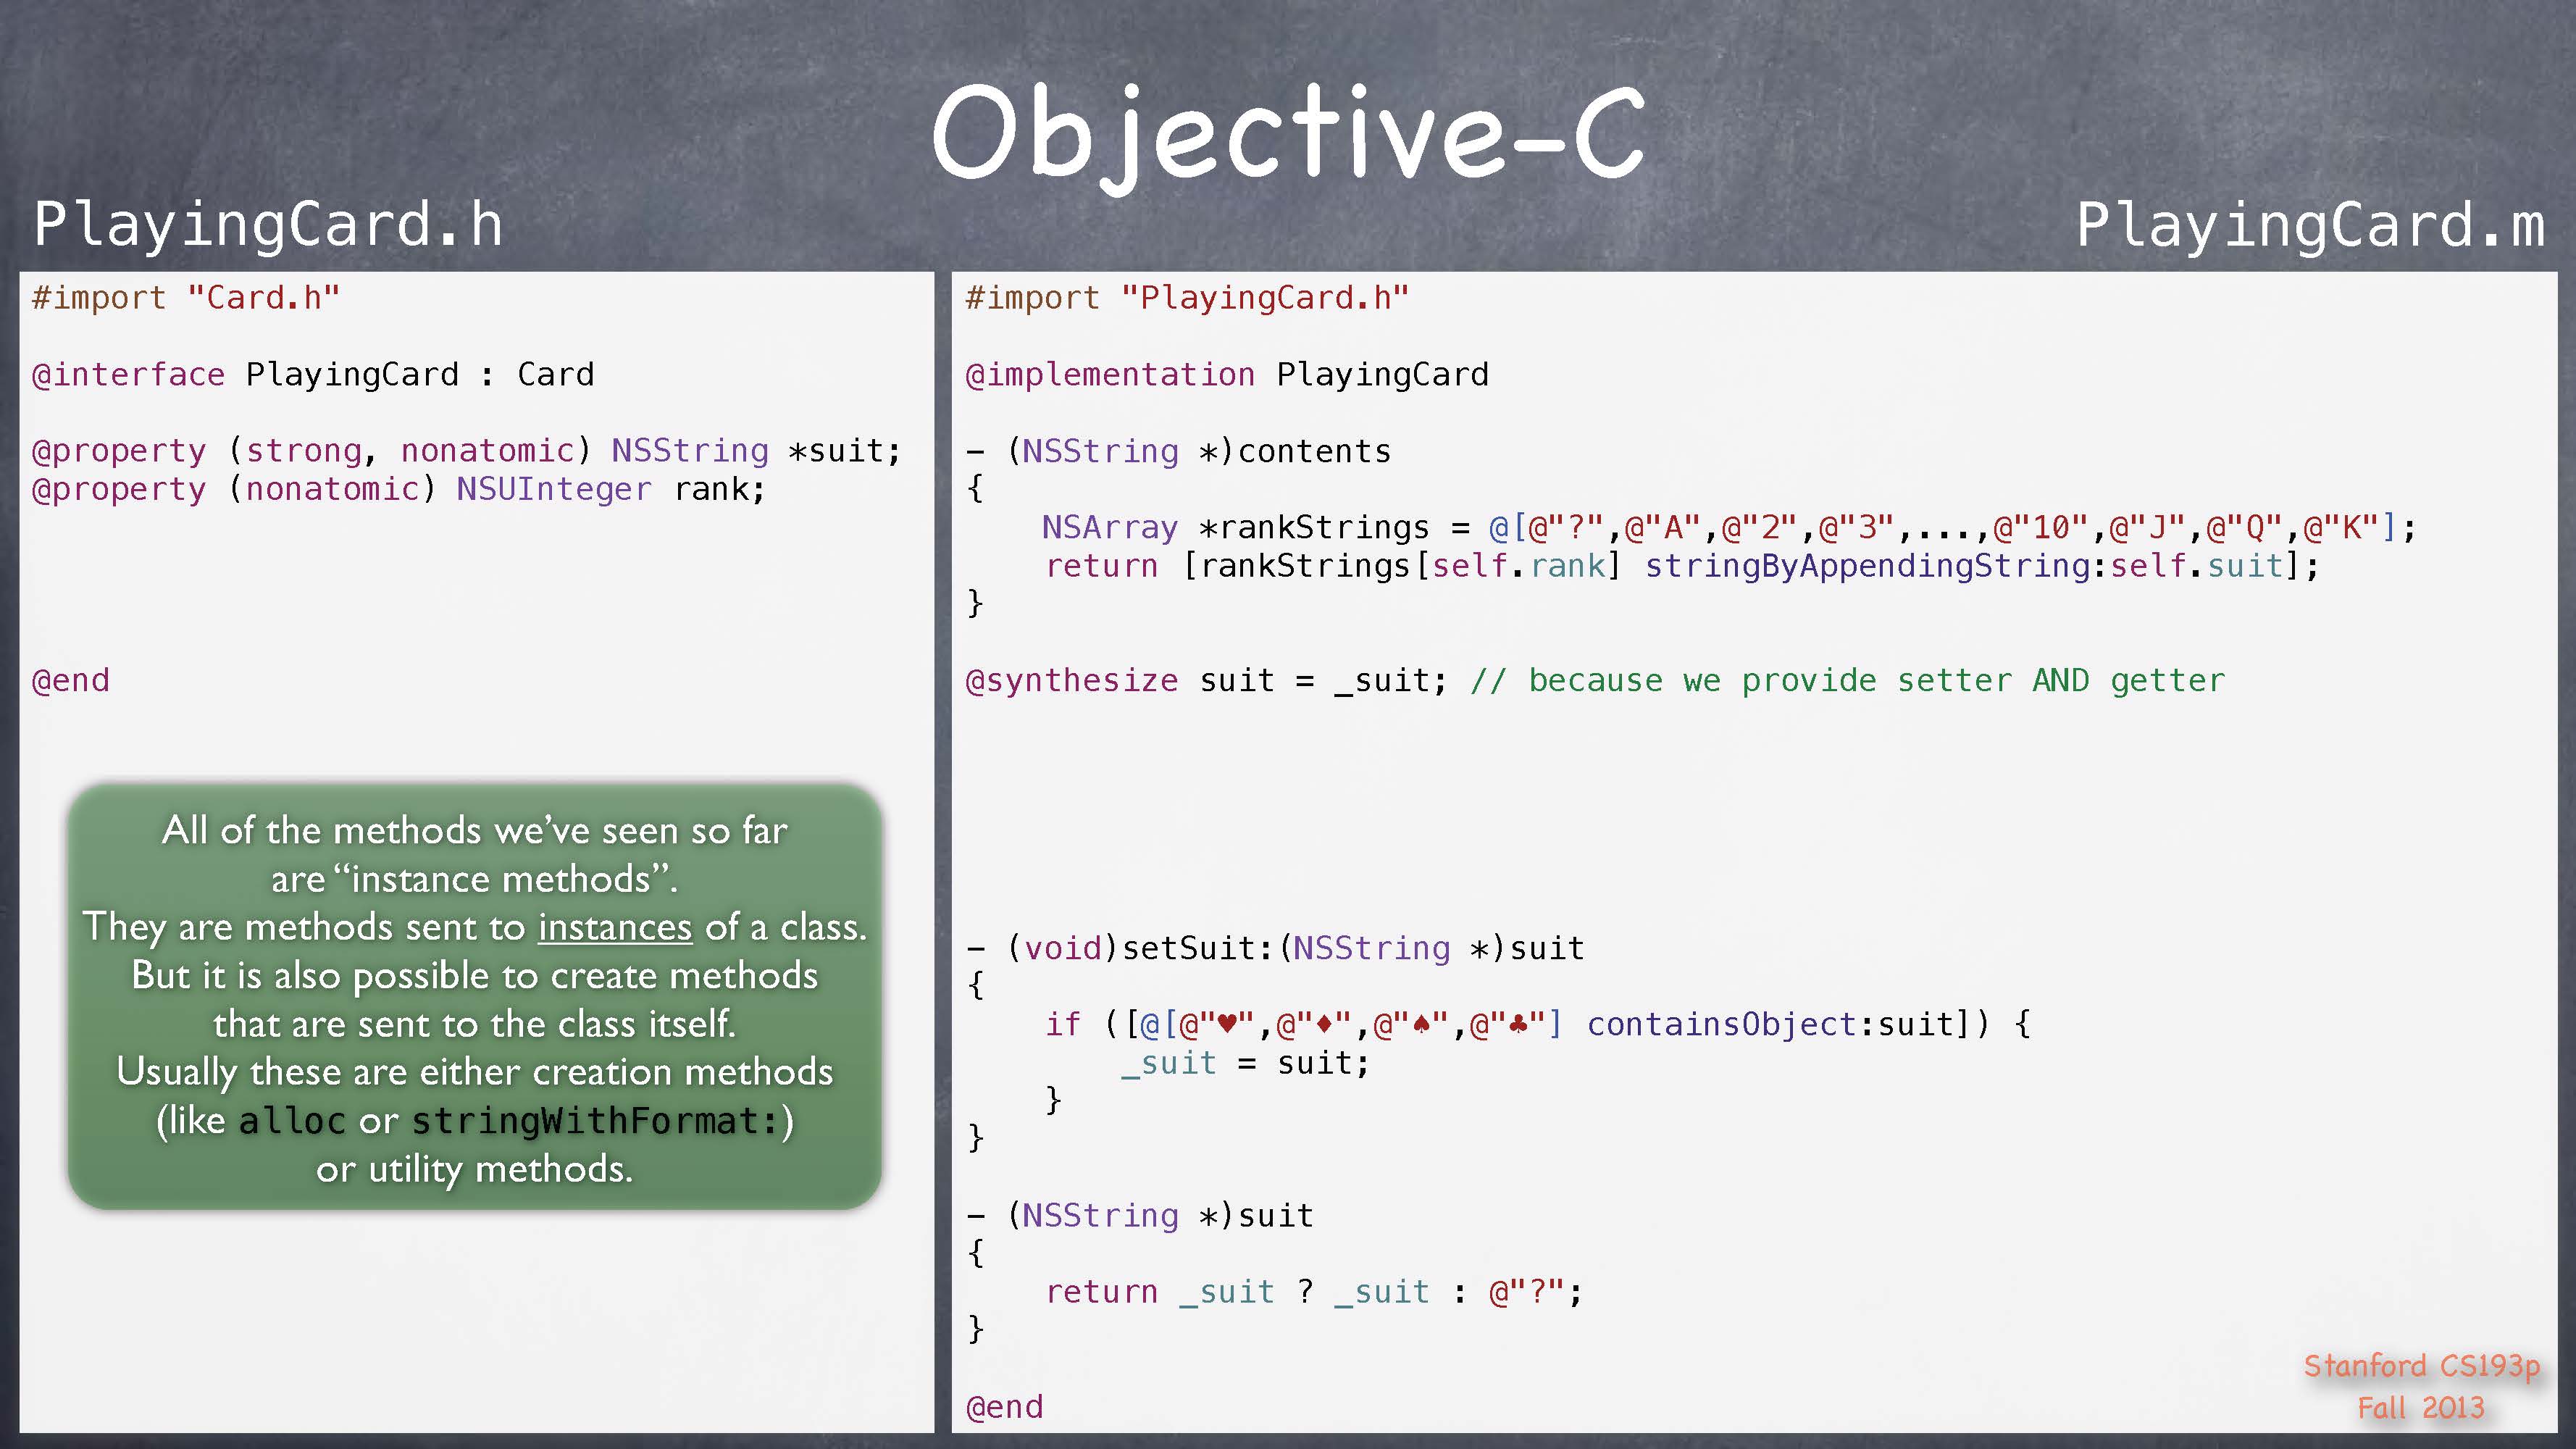 Objective-C
PlayingCard.h
PlayingCard.m
#import "Card.h"
@interface PlayingCard : Card
@property (strong, nonatomic) NSString *suit;
@property (nonatomic) NSUInteger rank;
@end
All of the methods we’ve seen so far
are “instance methods”.
They are methods sent to instances of a class.
But it is also possible to create methods
that are sent to the class itself.
Usually these are either creation methods
(like alloc or stringWithFormat:)
or utility methods.
#import "PlayingCard.h"
@implementation PlayingCard
- (NSString *)contents
{
    NSArray *rankStrings = @[@"?",@"A",@"2",@"3",...,@"10",@"J",@"Q",@"K"];
    return [rankStrings[self.rank] stringByAppendingString:self.suit];
}
@synthesize suit = _suit; // because we provide setter AND getter
- (void)setSuit:(NSString *)suit
{
    if ([@[@"♥",@"♦",@"♠",@"♣"] containsObject:suit]) {
        _suit = suit;
    }
}
- (NSString *)suit
{
    return _suit ? _suit : @"?";
}
@end
Stanford CS193p
Fall 2013